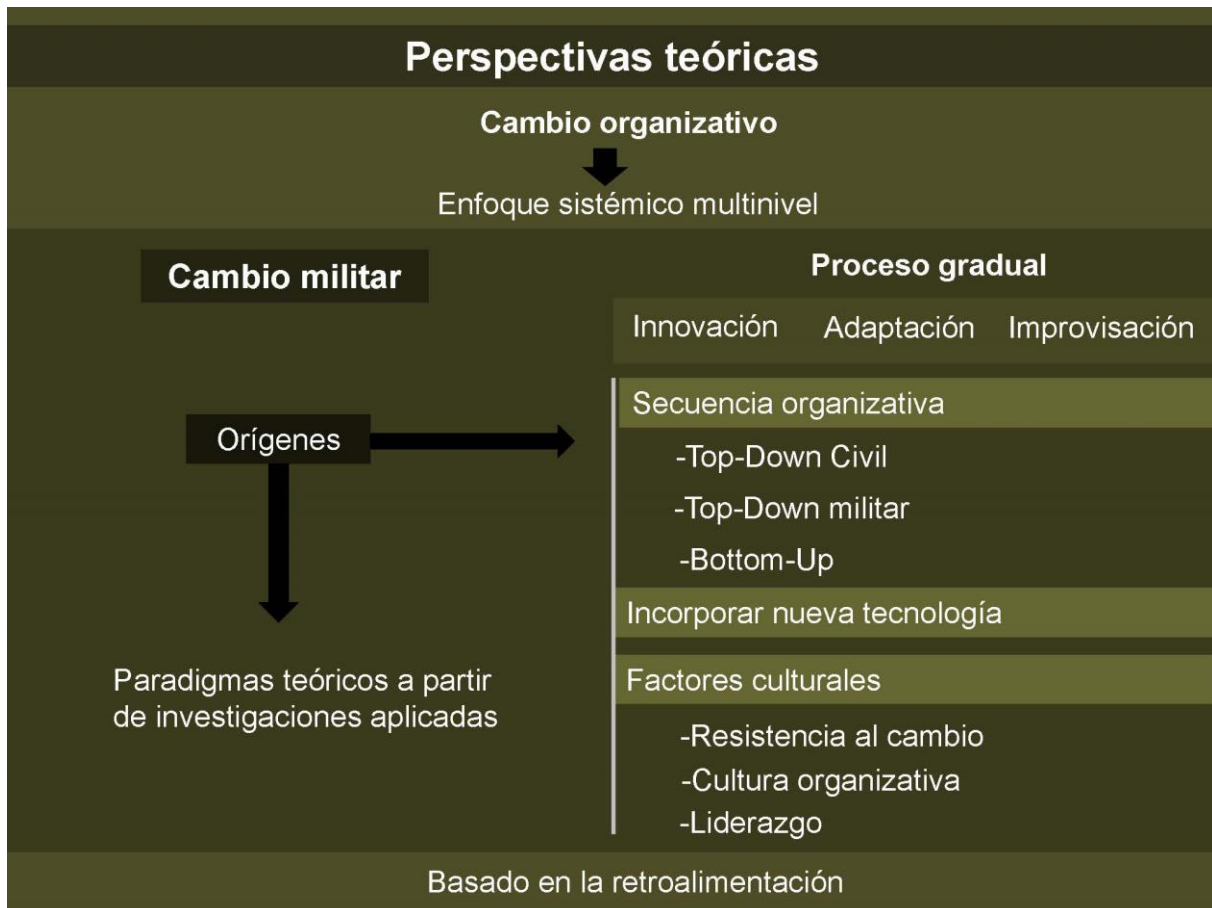 Perspectivas teóricas
Cambio organizativo
Enfoque sistémico multinivel
Cambio militar
Proceso gradual
Innovación Adaptación Improvisación
Orígenes
Paradigmas teóricos a partir
de investigaciones aplicadas
Secuencia organizativa
-Top-Down Civil
-Top-Down militar
-Bottom-Up
Incorporar nueva tecnología
Factores culturales
-Resistencia al cambio
-Cultura organizativa
-Liderazgo
Basado en la retroalimentación